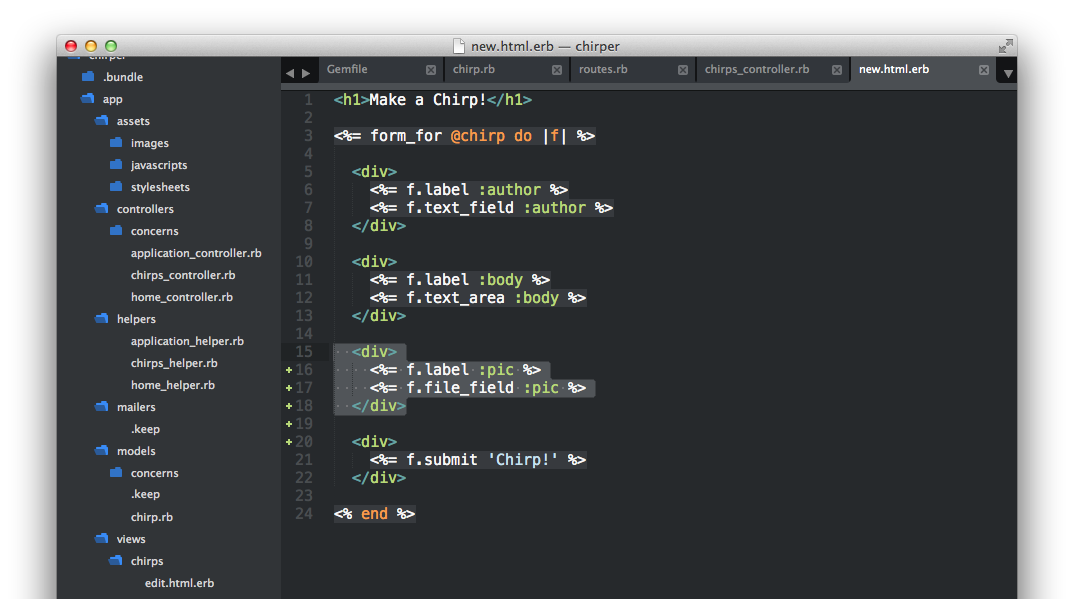 new.html.erb — chirper
chirper
.bundle
app
assets
images
javascripts
stylesheets
controllers
concerns
application_controller.rb
chirps_controller.rb
home_controller.rb
helpers
application_helper.rb
chirps_helper.rb
home_helper.rb
mailers
.keep
models
concerns
.keep
chirp.rb
views
chirps
edit.html.erb
Gemfile chirp.rb routes.rb chirps_controller.rb new.html.erb
1 <h1>Make a Chirp!</h1>
2
3 <%= form_for @chirp do |f| %>
4
5 <div>
6 <%= f.label :author %>
7 <%= f.text_field :author %>
8 </div>
9
10 <div>
11 <%= f.label :body %>
12 <%= f.text_area :body %>
13 </div>
14
15 <div>
16 <%= f.label :pic %>
17 <%= f.file_field :pic %>
18 </div>
19
20 <div>
21 <%= f.submit 'Chirp!' %>
22 </div>
23
24 <% end %>